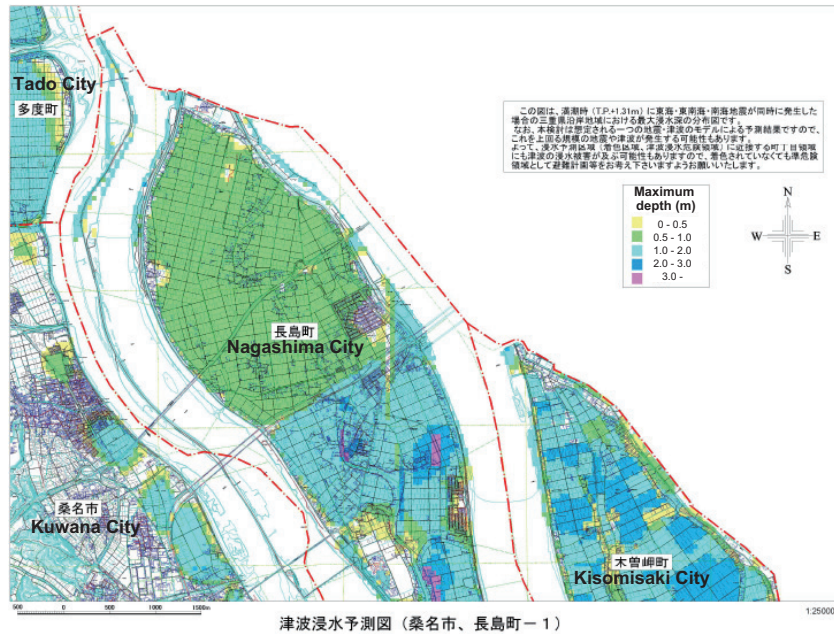 Tado City
多度町
この図は、満潮時（T.P.+1.31m）に東海・東南海・南海地震が同時に発生した
場合の三重県沿岸地域における最大浸水深の分布図です。
なお、本検討は想定される一つの地震・津波のモデルによる予測結果ですので、
これを上回る規模の地震や津波が発生する可能性もあります。
よって、浸水予測区域（着色区域、津波浸水危険領域）に近接する町丁目領域
にも津波の浸水被害が及ぶ可能性もありますので、着色されていなくても準危険
領域として避難計画等をお考え下さいますようお願いいたします。
Maximum
depth (m)
0 - 0.5
0.5 - 1.0
1.0 - 2.0
2.0 - 3.0
3.0 -
N
W
E
S
長島町
Nagashima City
桑名市
Kuwana City
木曽岬町
Kisomisaki City
500
0
500
1000
1500m
1:25000
津波浸水予測図（桑名市、長島町－１）